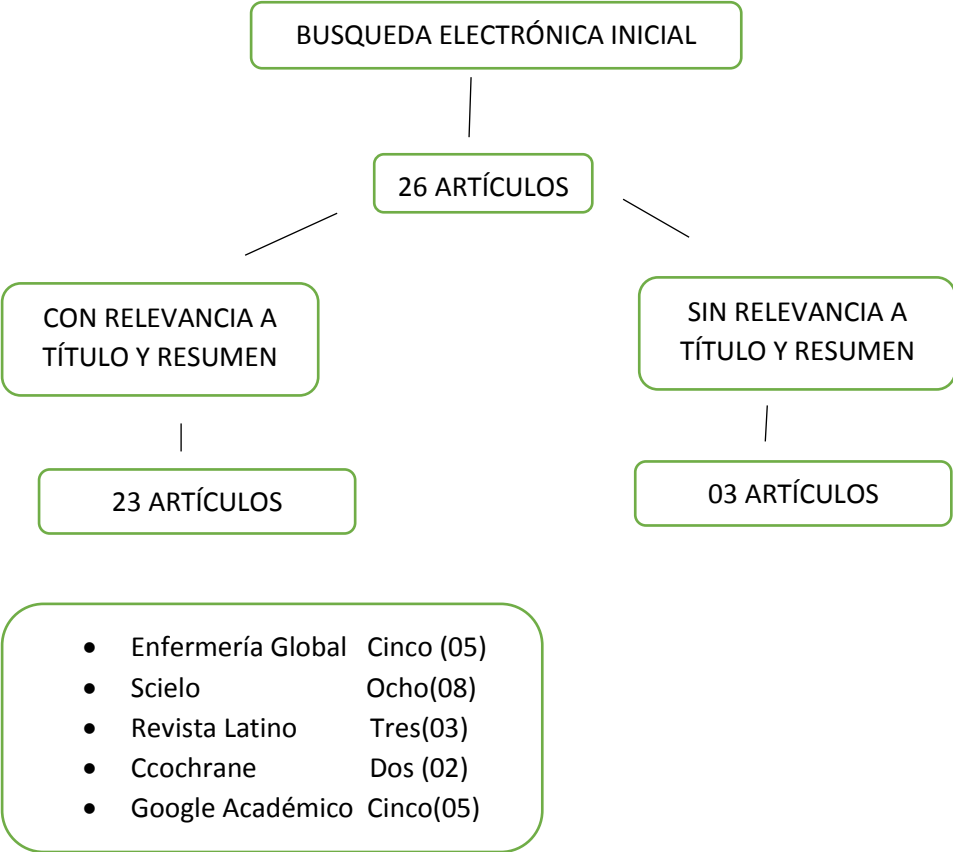 BUSQUEDA ELECTRÓNICA INICIAL
26 ARTÍCULOS
CON RELEVANCIA A
TÍTULO Y RESUMEN
SIN RELEVANCIA A
TÍTULO Y RESUMEN
23 ARTÍCULOS
03 ARTÍCULOS
• Enfermería Global Cinco (05)
• Scielo Ocho(08)
• Revista Latino Tres(03)
• Ccochrane Dos (02)
• Google Académico Cinco(05)